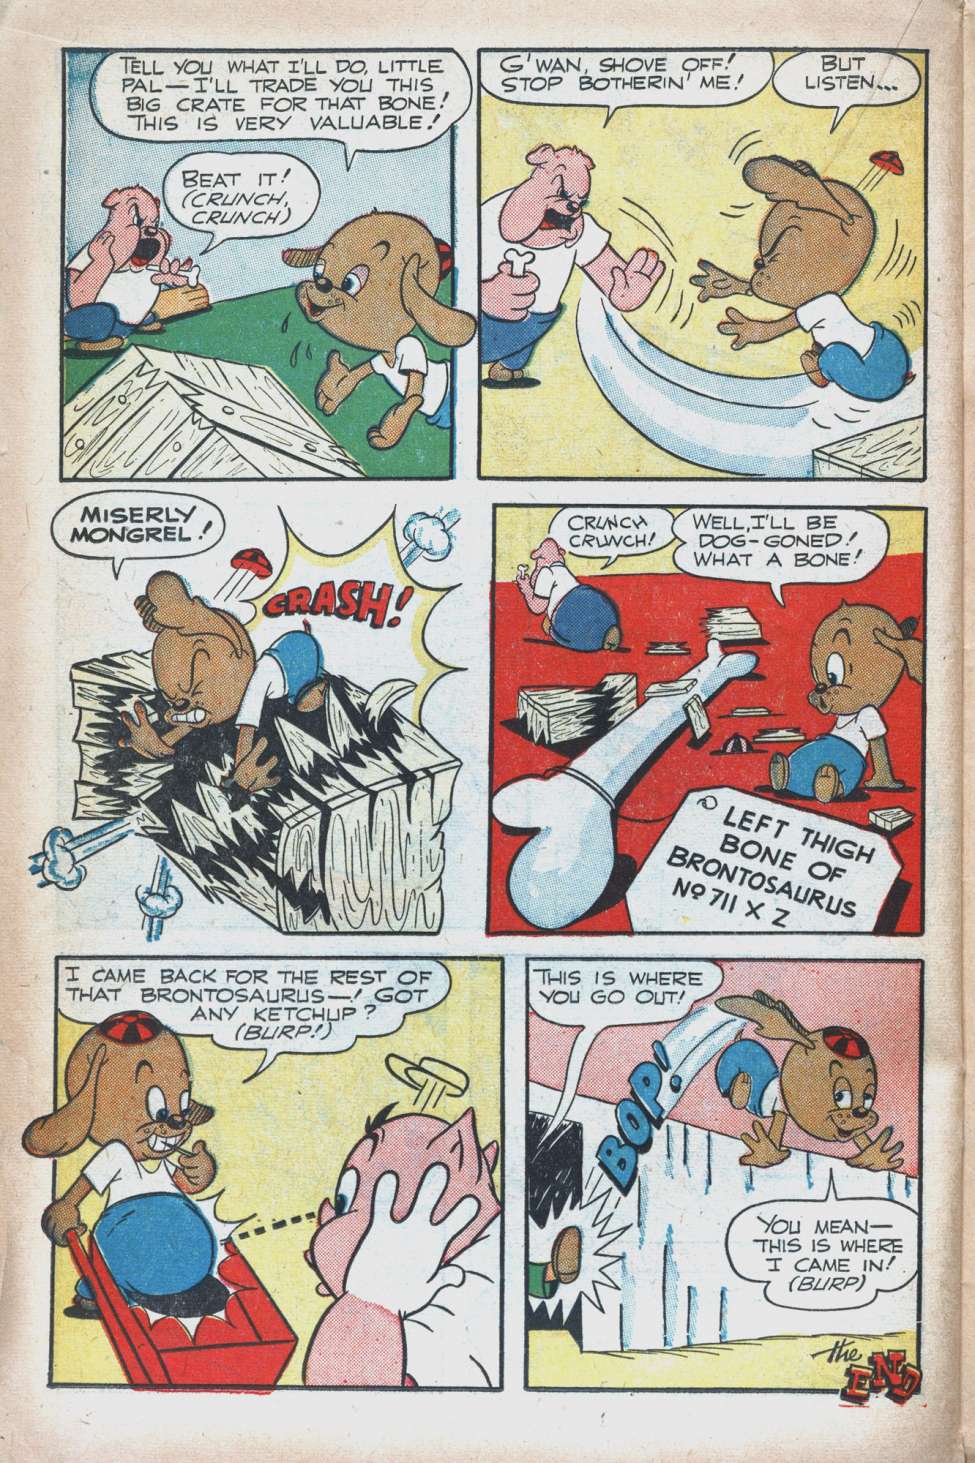 TELL YOU WHAT I'LL DO, LITTLE
PAL—I'LL TRADE YOU THIS
BIG CRATE FOR THAT BONE!
THIS IS VERY VALUABLE!
BEAT IT!
(CRUNCH,
CRUNCH)
G'WAN, SHOVE OFF!
STOP BOTHERIN' ME!
BUT
LISTEN...
MISERLY
MONGREL!
CRASH!
CRUNCH
CRUNCH!
WELL, I'LL BE
DOG-GONED!
WHAT A BONE!
LEFT THIGH
BONE OF
BRONTOSAURUS
Nº 711 X Z
I CAME BACK FOR THE REST OF
THAT BRONTOSAURUS—! GOT
ANY KETCHUP?
(BURP!)
THIS IS WHERE
YOU GO OUT!
BOP!
YOU MEAN—
THIS IS WHERE
I CAME IN!
(BURP)
the
END